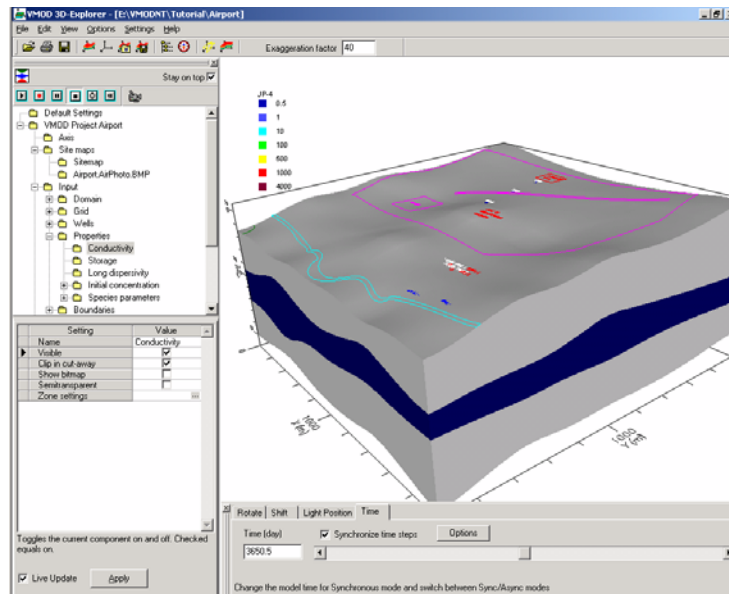 VMOD 3D-Explorer - [E:\VMODNT\Tutorial\Airport]
File Edit View Options Settings Help
Exaggeration factor 40
Stay on top
Default Settings
VMOD Project Airport
Axis
Site maps
Sitemap
Airport.AirPhoto.BMP
Input
Domain
Grid
Wells
Properties
Conductivity
Storage
Long dispersivity
Initial concentration
Species parameters
Boundaries
Setting Value
Name Conductivity
Visible
Clip in cut-away
Show bitmap
Semitransparent
Zone settings
Toggles the current component on and off. Checked
equals on.
Live Update Apply
JP-4
0.5
1
10
100
500
1000
4000
1000
X (m)
1000
Y (m)
Rotate Shift Light Position Time
Time (day) Synchronize time steps Options
3650.5
Change the model time for Synchronous mode and switch between Sync/Async modes